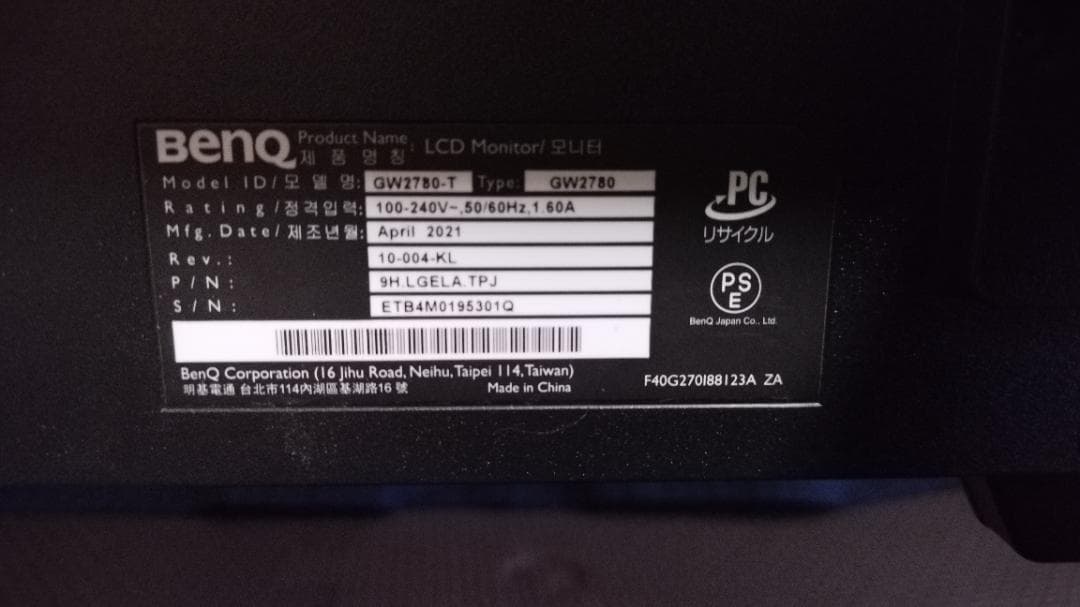 BenQ Product Name : LCD Monitor/모니터
제 품 명 칭
Model ID/모 델 명: GW2780-T Type: GW2780
Rating/정격입력: 100-240V~,50/60Hz,1.60A
Mfg. Date/제조년월: April 2021
Rev.: 10-004-KL
P/N: 9H.LGELA.TPJ
S/N: ETB4M0195301Q
PC
リサイクル
PS
E
BenQ Japan Co., Ltd.
BenQ Corporation (16 Jihu Road, Neihu, Taipei 114, Taiwan)
明基電通 台北市114內湖區基湖路16 號 Made in China
F40G270I88123A ZA